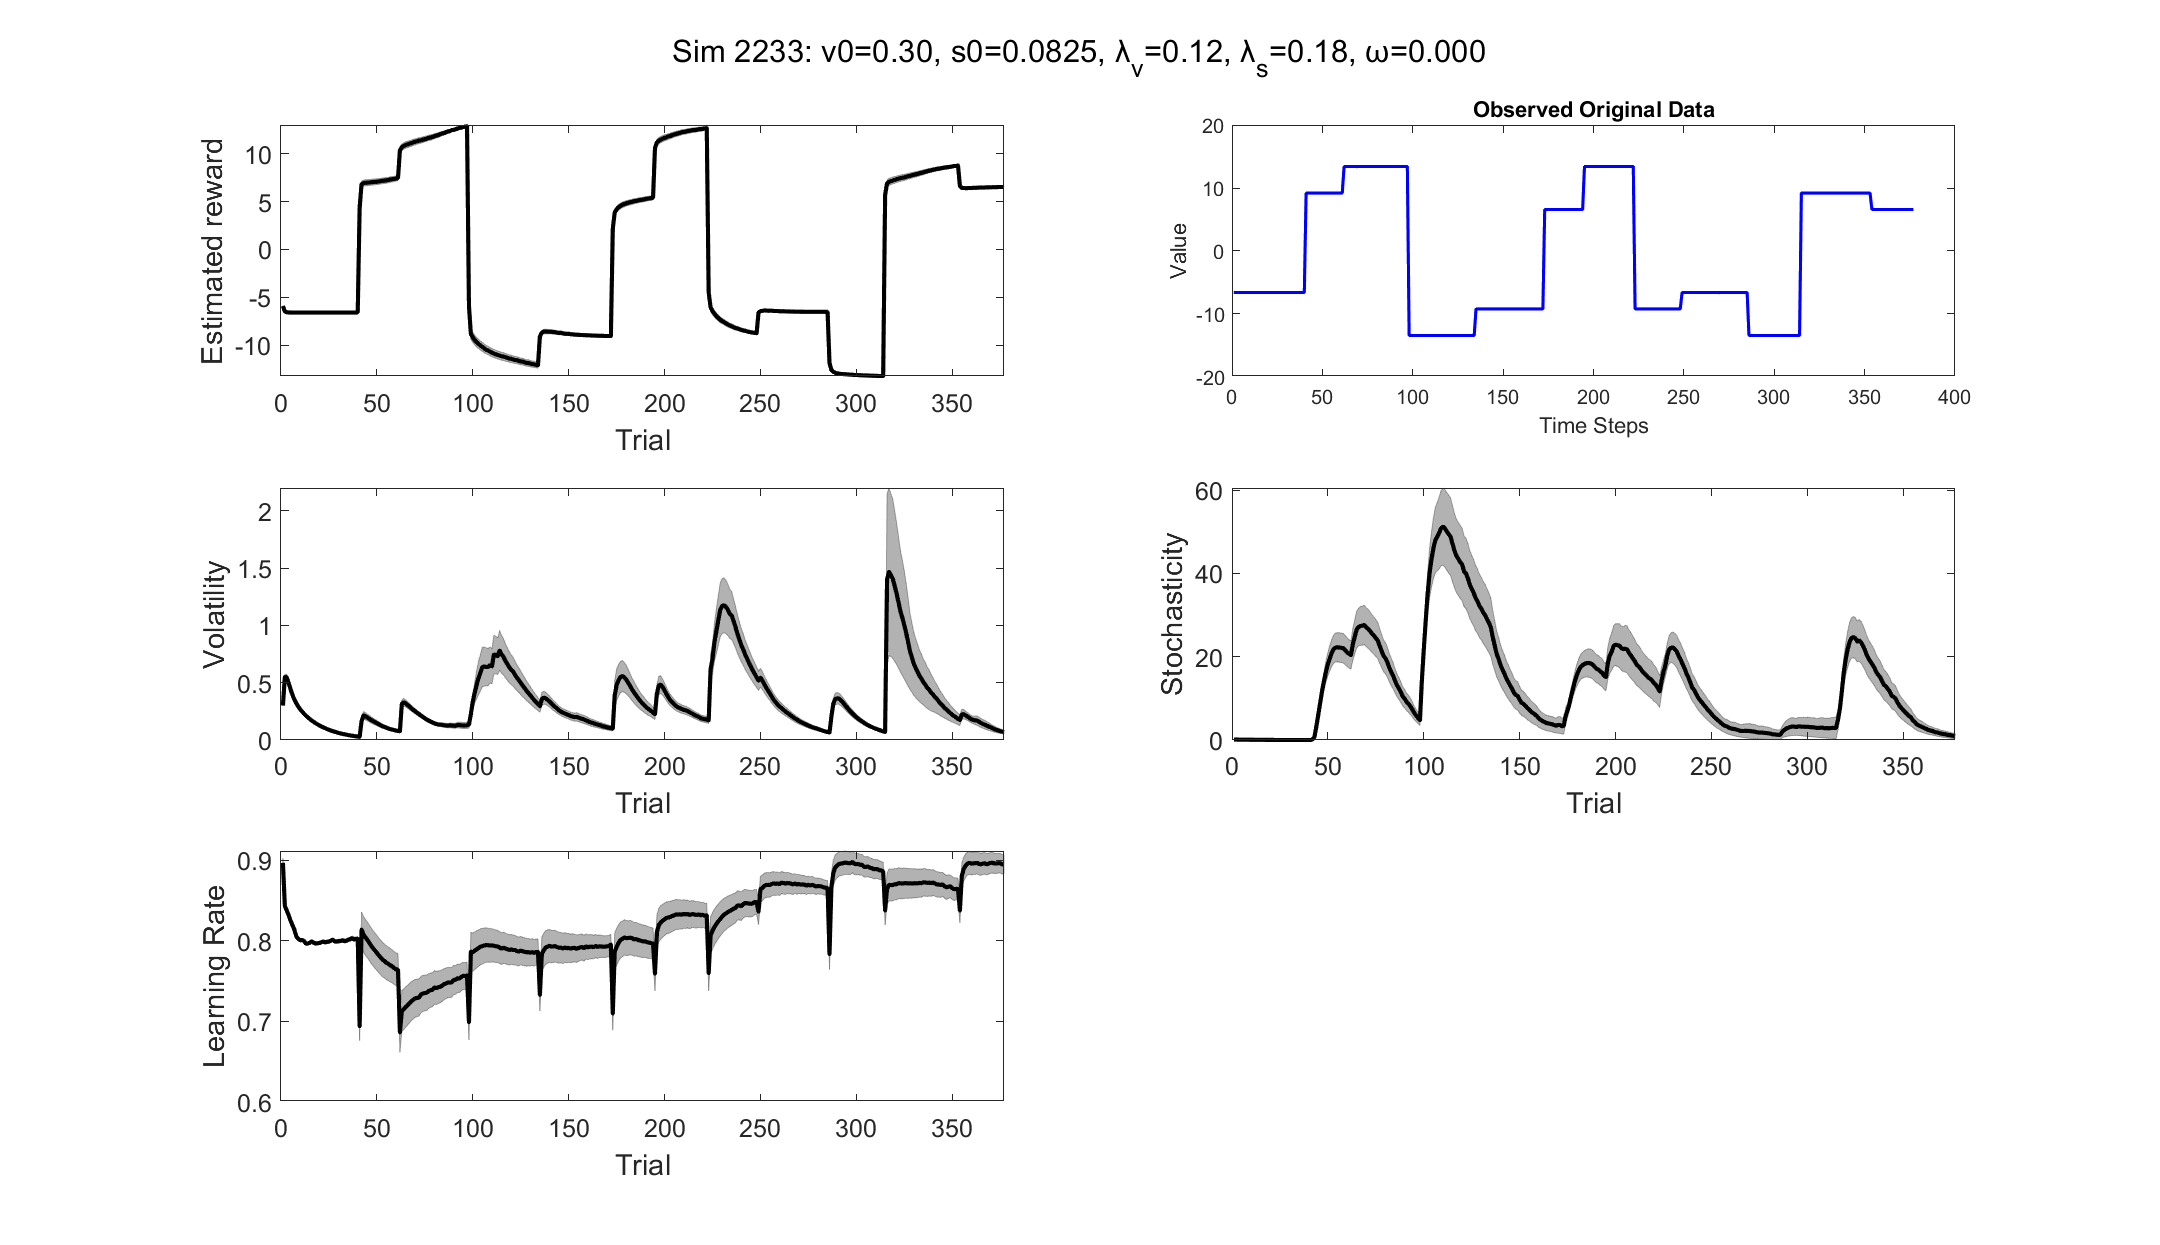 Sim 2233: v0=0.30, s0=0.0825, λ_v=0.12, λ_s=0.18, ω=0.000
Estimated reward
10
5
0
-5
-10
0 50 100 150 200 250 300 350
Trial
Observed Original Data
Value
20
10
0
-10
-20
0 50 100 150 200 250 300 350 400
Time Steps
Volatility
2
1.5
1
0.5
0
0 50 100 150 200 250 300 350
Trial
Stochasticity
60
40
20
0
0 50 100 150 200 250 300 350
Trial
Learning Rate
0.9
0.8
0.7
0.6
0 50 100 150 200 250 300 350
Trial